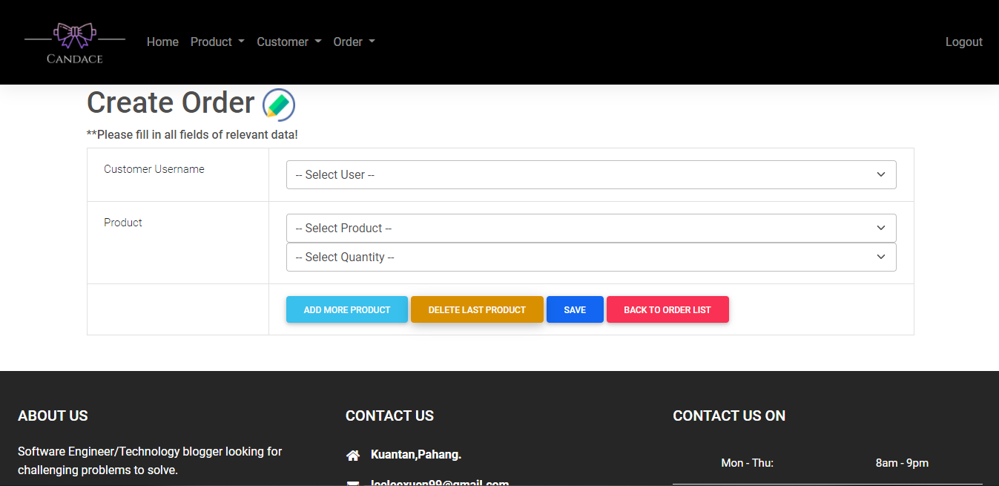 CANDACE
Home Product Customer Order Logout
Create Order
**Please fill in all fields of relevant data!
Customer Username
-- Select User --
Product
-- Select Product --
-- Select Quantity --
ADD MORE PRODUCT DELETE LAST PRODUCT SAVE BACK TO ORDER LIST
ABOUT US
Software Engineer/Technology blogger looking for
challenging problems to solve.
CONTACT US
Kuantan,Pahang.
CONTACT US ON
Mon - Thu: 8am - 9pm